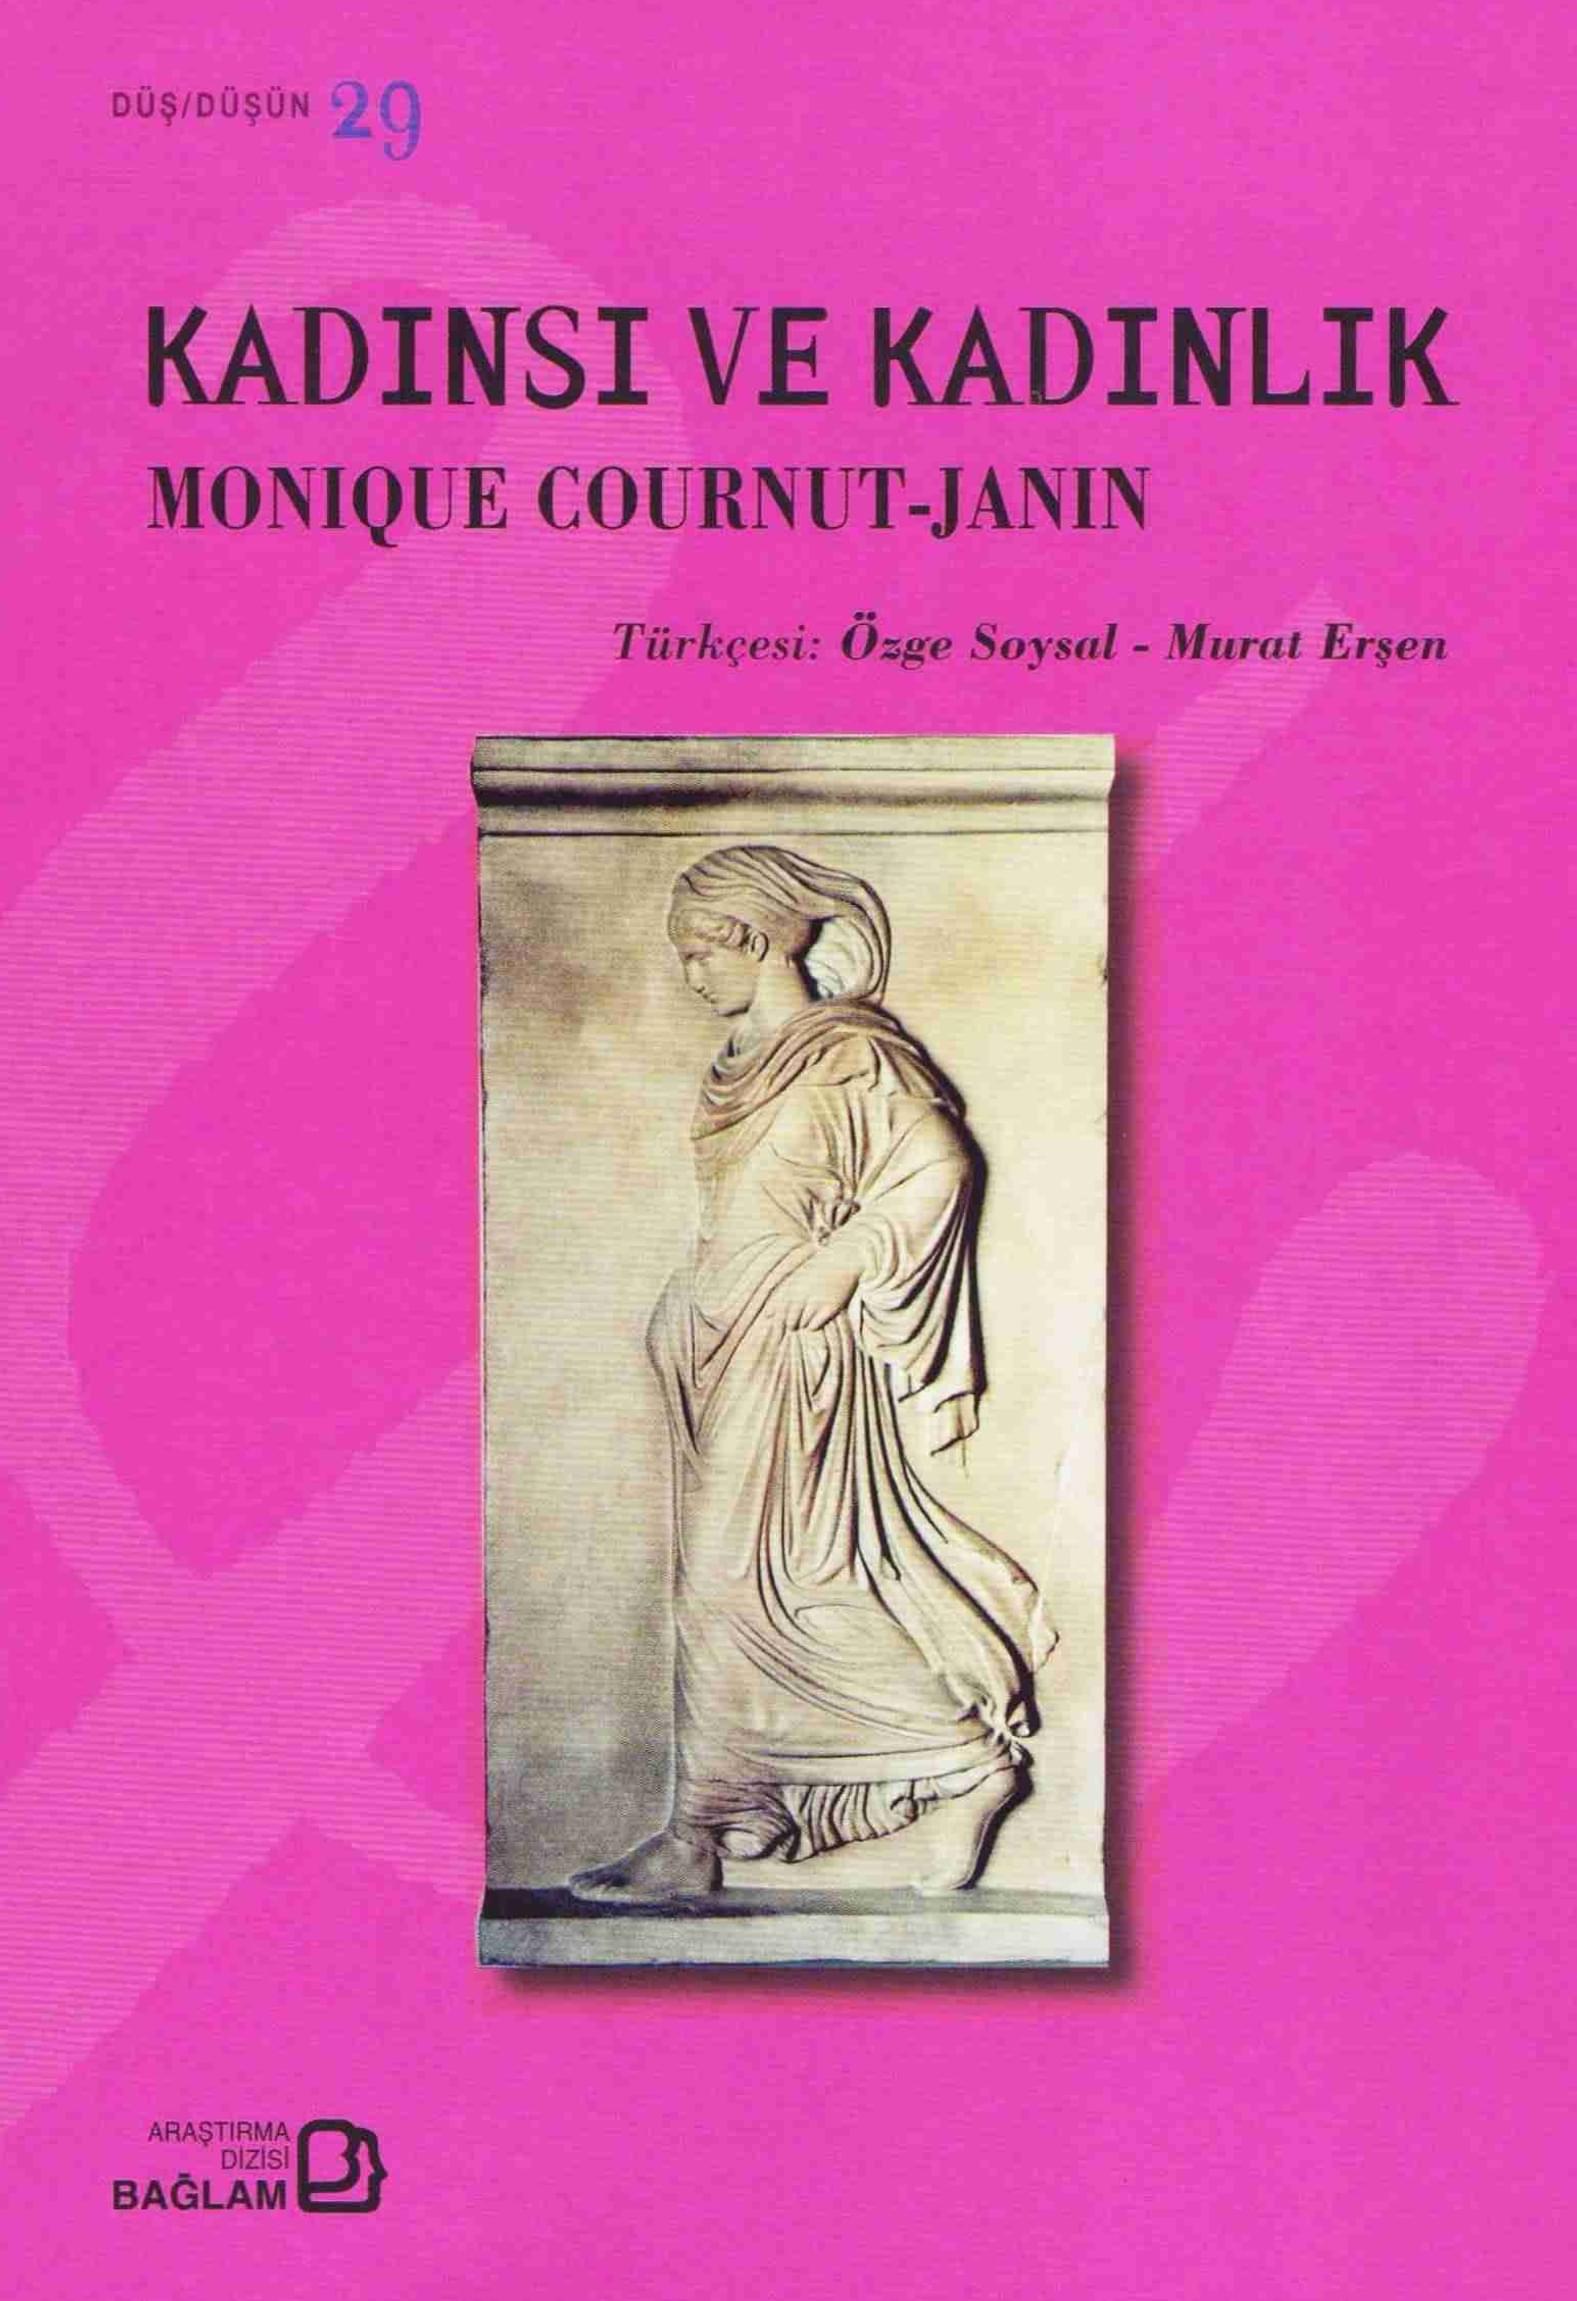 DÜŞ/DÜŞÜN 29
KADINSI VE KADINLIK
MONIQUE COURNUT-JANIN
Türkçesi: Özge Soysal - Murat Erşen
ARAŞTIRMA
DİZİSİ
BAĞLAM